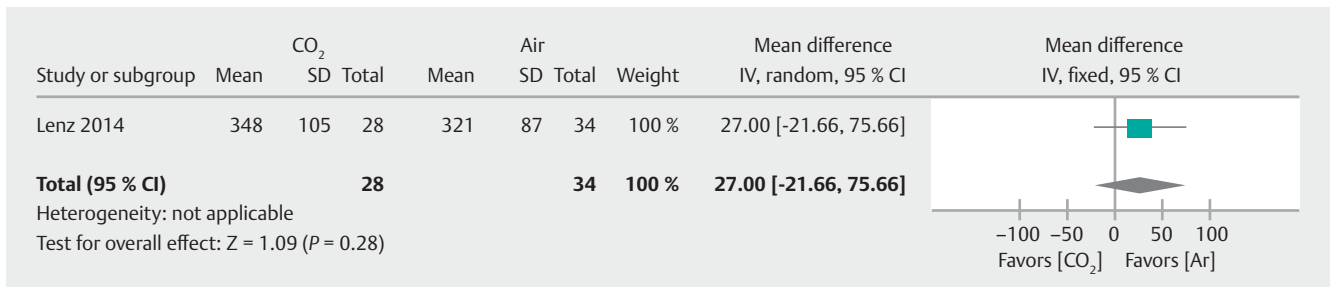 CO₂ Air Mean difference Mean difference
Study or subgroup Mean SD Total Mean SD Total Weight IV, random, 95 % CI IV, fixed, 95 % CI
Lenz 2014 348 105 28 321 87 34 100 % 27.00 [-21.66, 75.66]
Total (95 % CI) 28 34 100 % 27.00 [-21.66, 75.66]
Heterogeneity: not applicable
Test for overall effect: Z = 1.09 (P = 0.28)
−100 −50 0 50 100
Favors [CO₂] Favors [Ar]